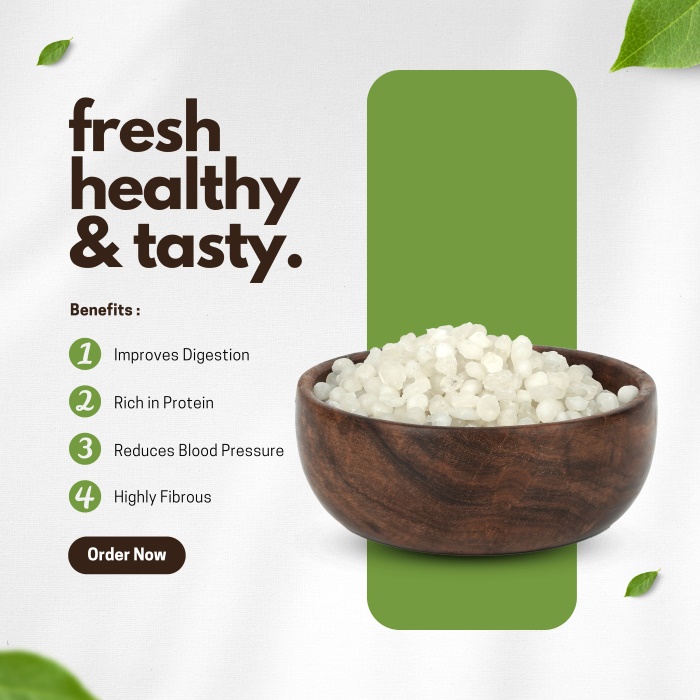 fresh
healthy
& tasty.
Benefits :
1 Improves Digestion
2 Rich in Protein
3 Reduces Blood Pressure
4 Highly Fibrous
Order Now